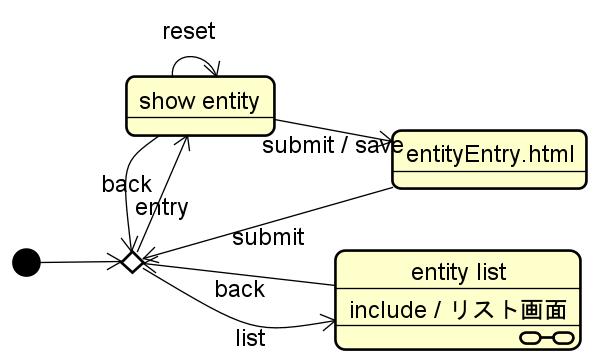 reset
show entity
submit / save
entityEntry.html
back
entry
submit
entity list
back
include / リスト画面
list